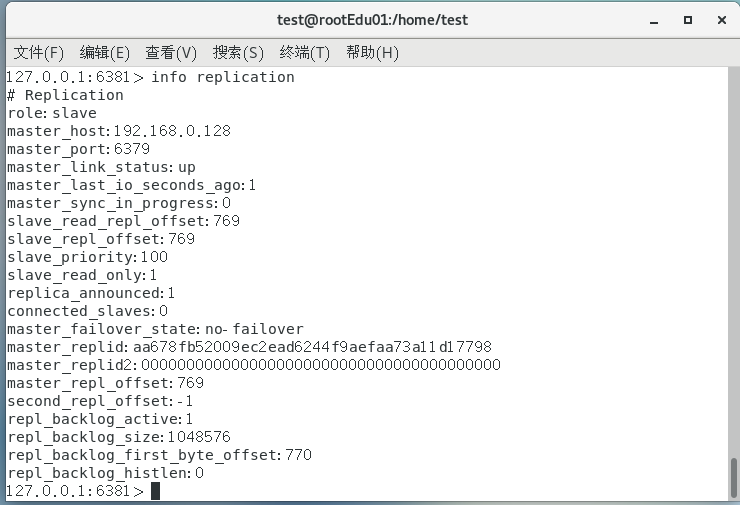 test@rootEdu01:/home/test
文件(F) 编辑(E) 查看(V) 搜索(S) 终端(T) 帮助(H)
127.0.0.1:6381> info replication
# Replication
role:slave
master_host:192.168.0.128
master_port:6379
master_link_status:up
master_last_io_seconds_ago:1
master_sync_in_progress:0
slave_read_repl_offset:769
slave_repl_offset:769
slave_priority:100
slave_read_only:1
replica_announced:1
connected_slaves:0
master_failover_state:no-failover
master_replid:aa678fb52009ec2ead6244f9aefaa73a11d17798
master_replid2:0000000000000000000000000000000000000000
master_repl_offset:769
second_repl_offset:-1
repl_backlog_active:1
repl_backlog_size:1048576
repl_backlog_first_byte_offset:770
repl_backlog_histlen:0
127.0.0.1:6381>